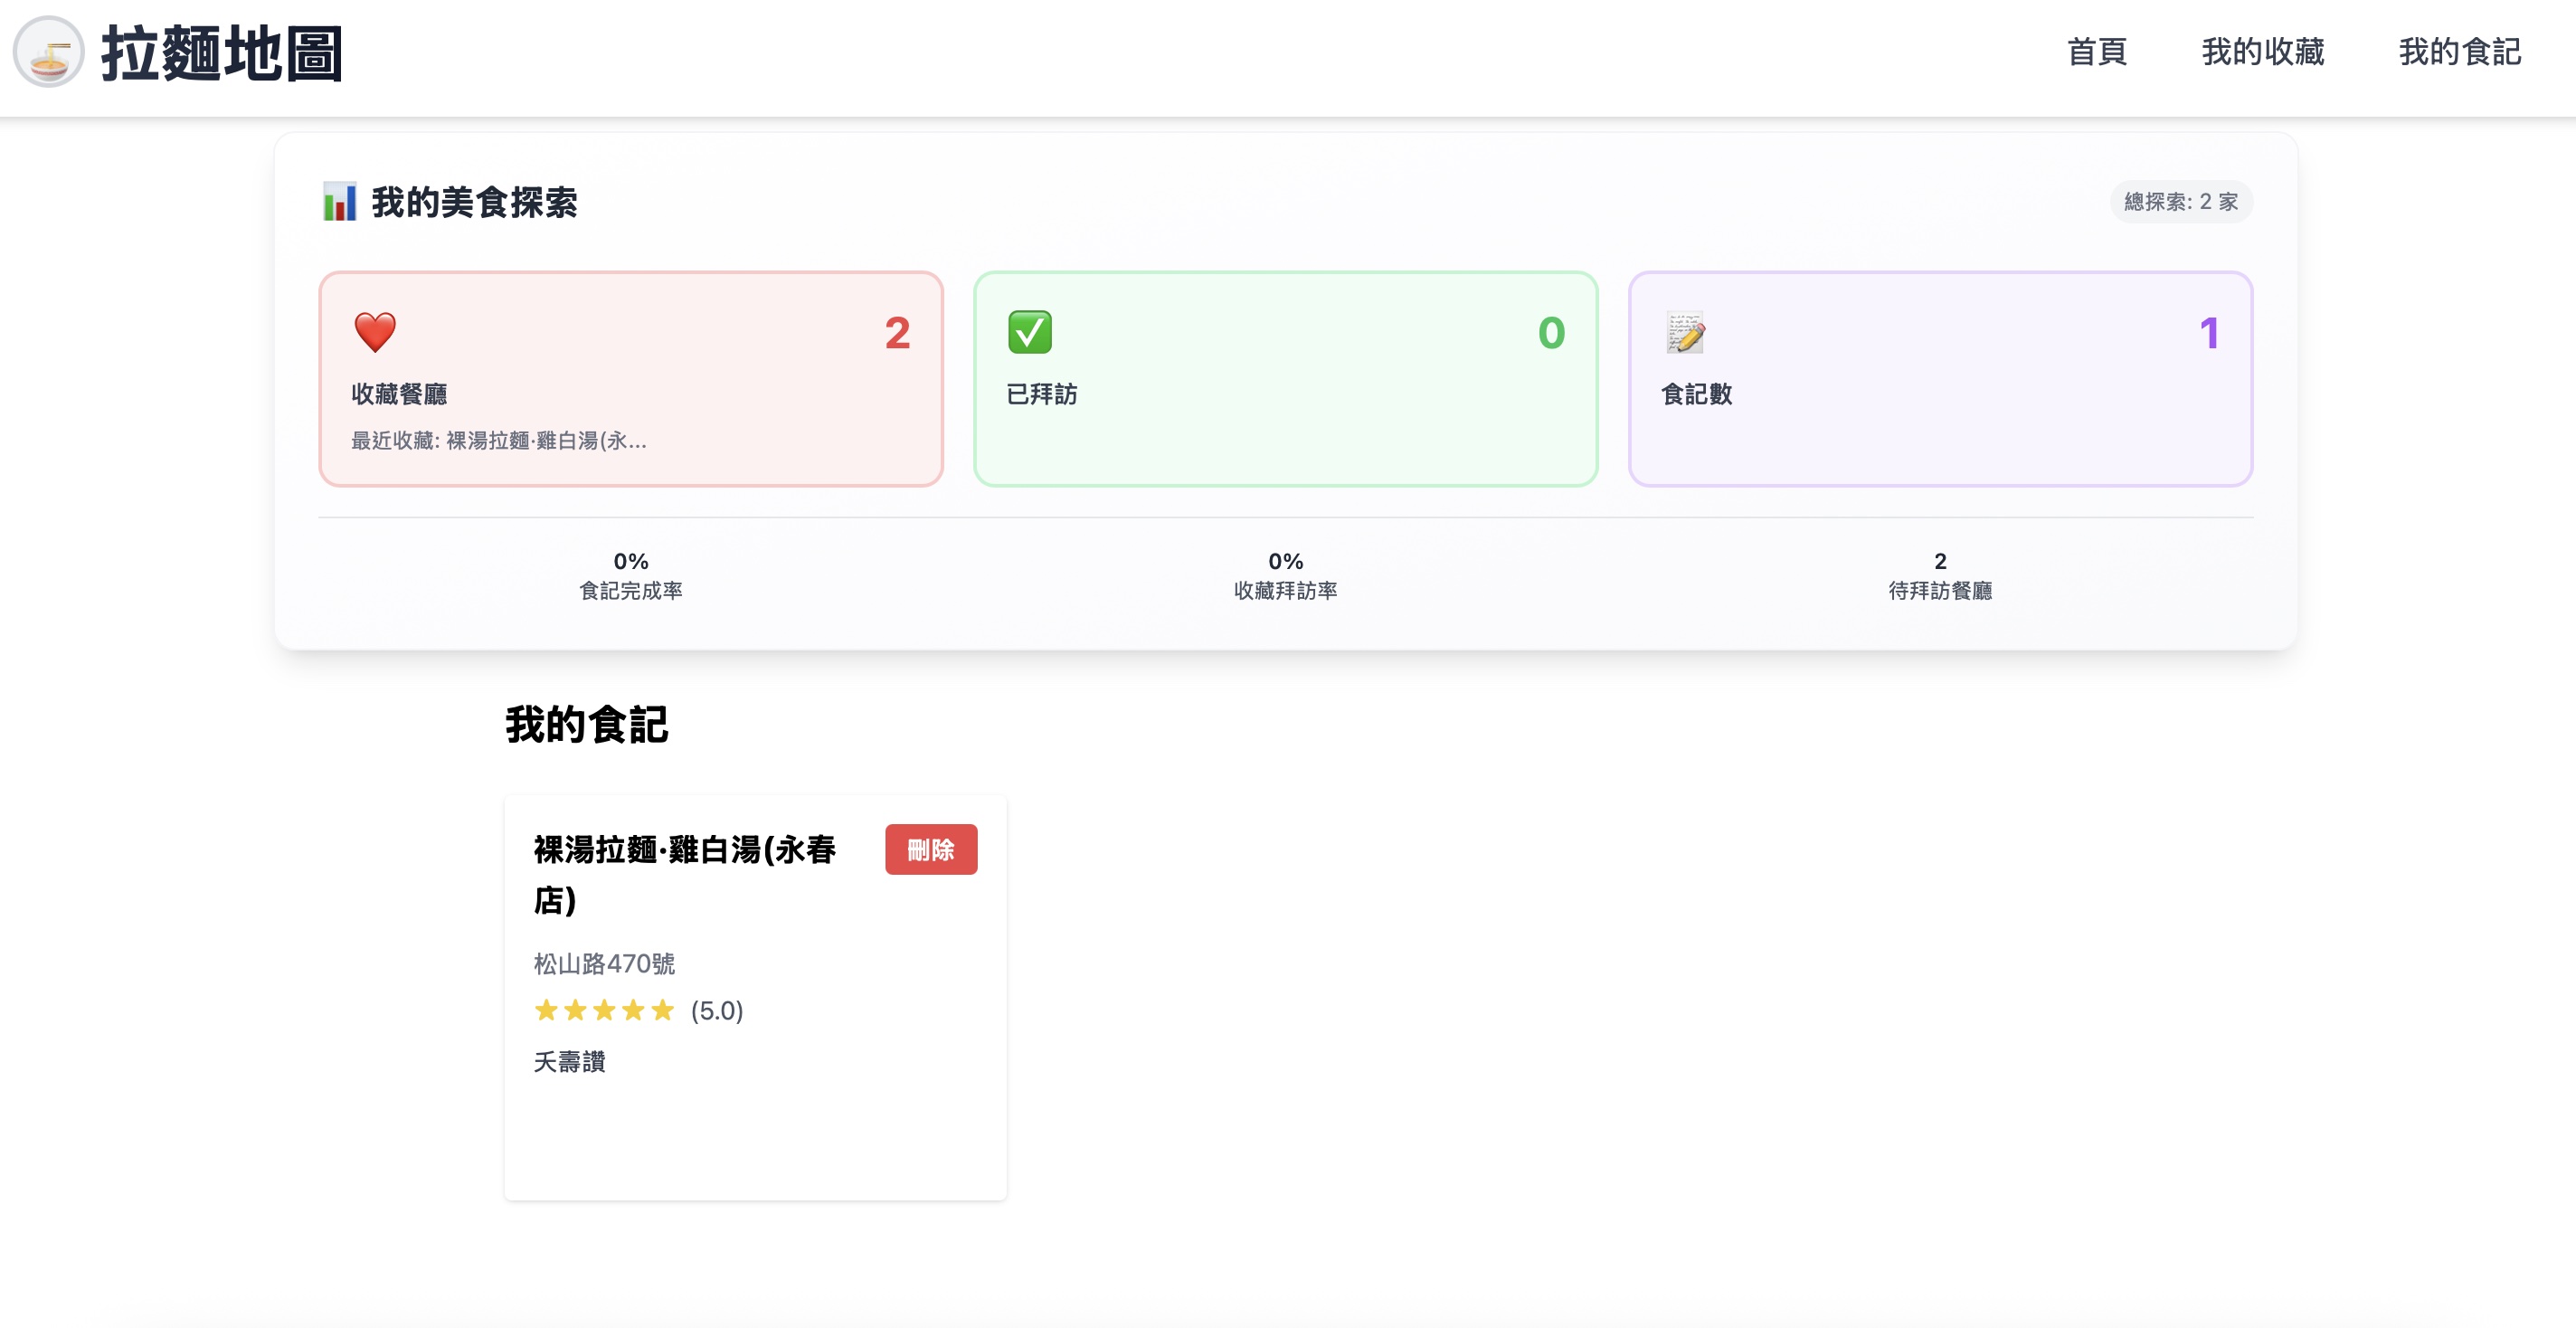 拉麵地圖
首頁 我的收藏 我的食記
我的美食探索
總探索: 2 家
2
收藏餐廳
最近收藏: 裸湯拉麵·雞白湯(永...
0
已拜訪
1
食記數
0%
食記完成率
0%
收藏拜訪率
2
待拜訪餐廳
我的食記
裸湯拉麵·雞白湯(永春
店)
刪除
松山路470號
(5.0)
夭壽讚